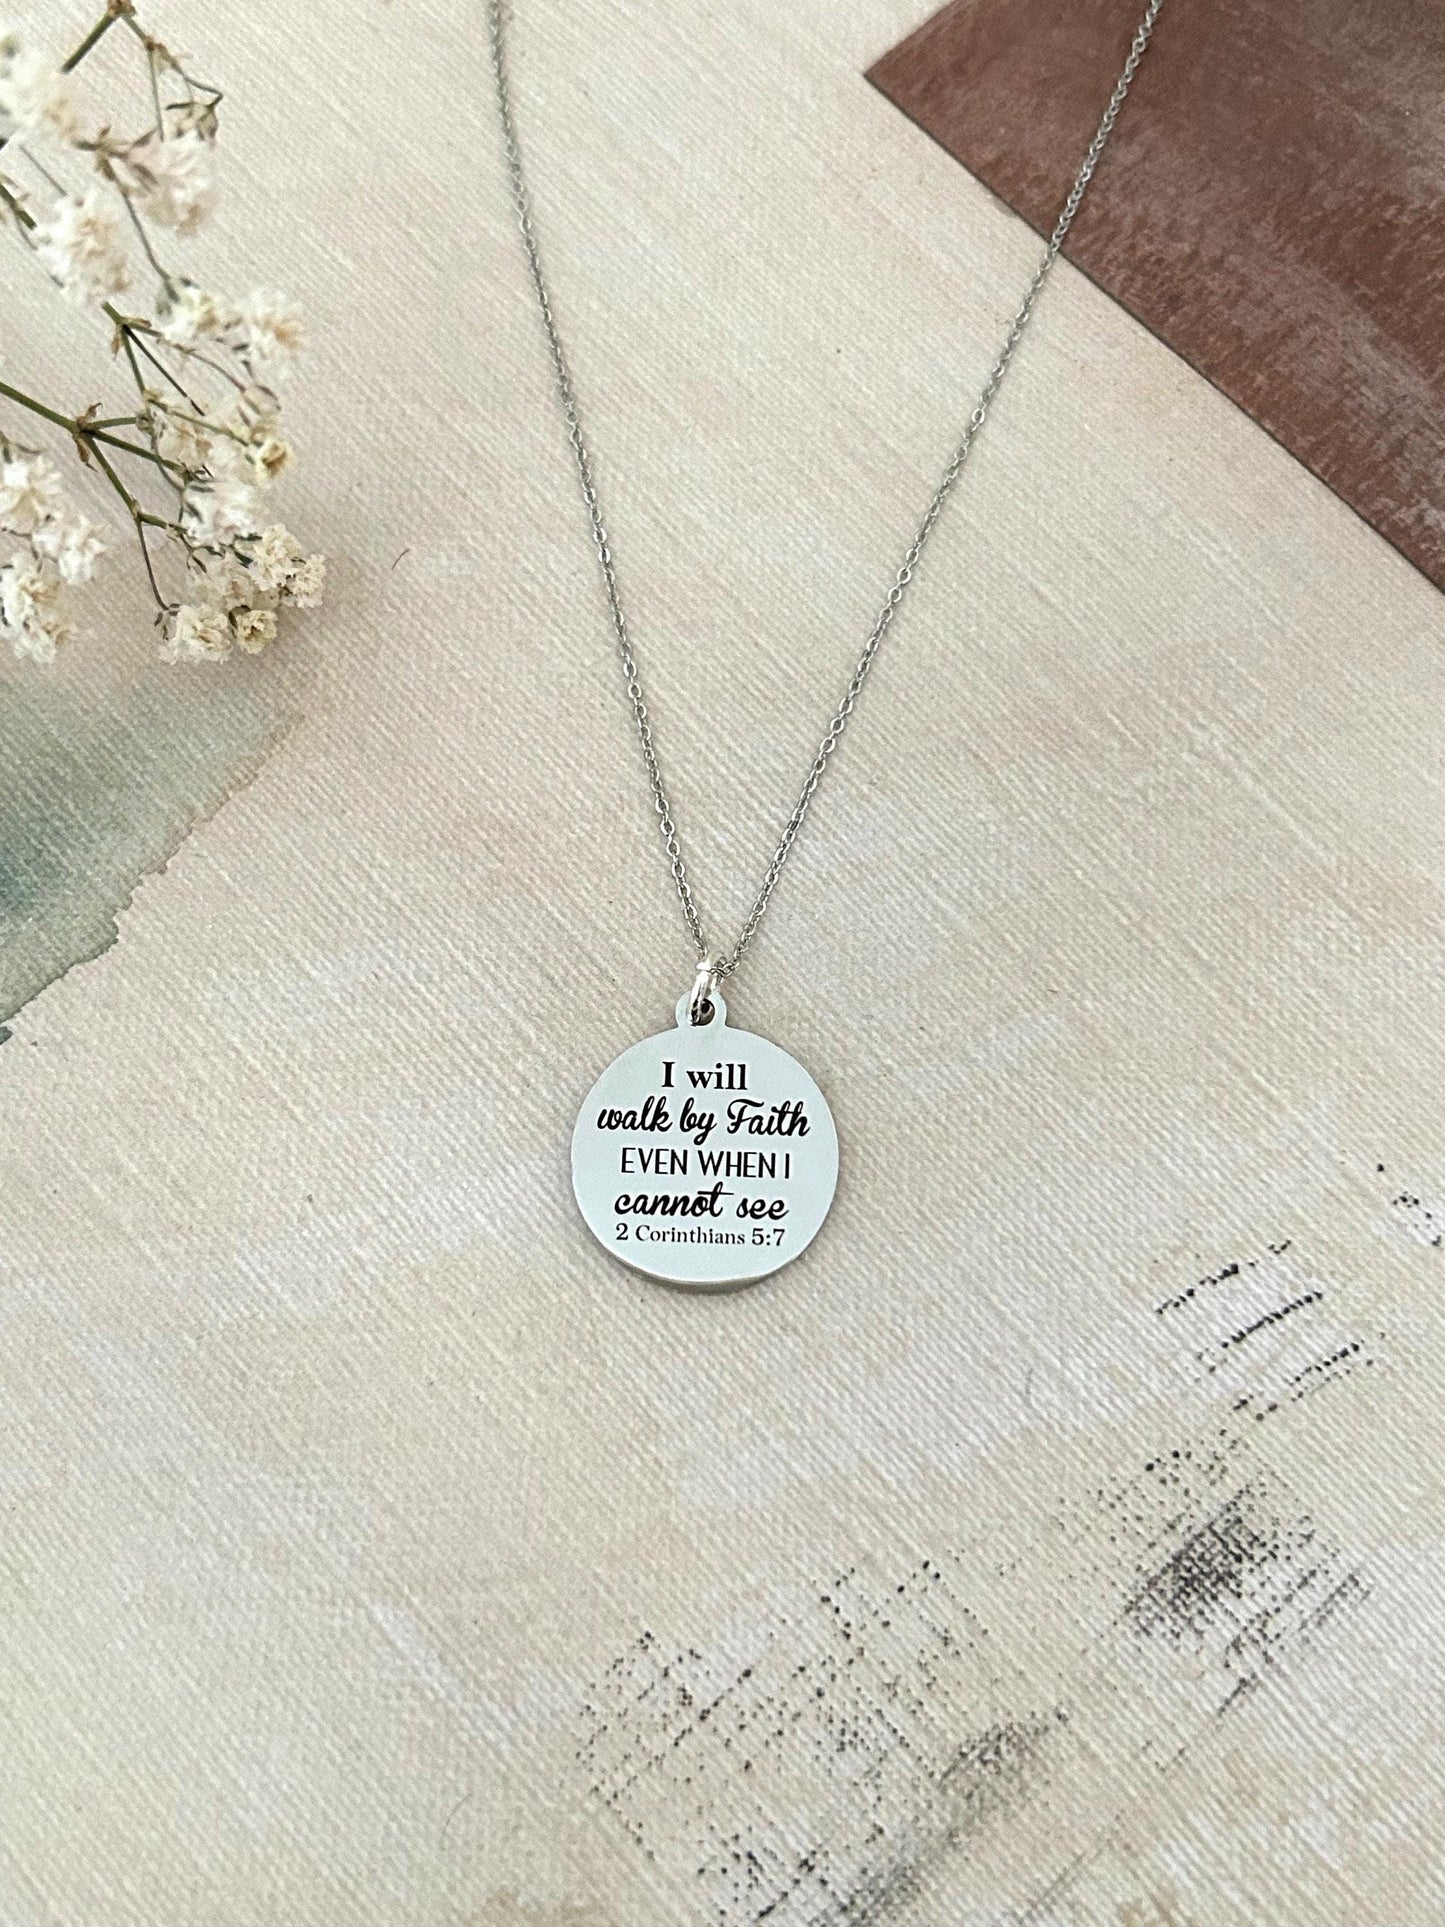 I will
walk by Faith
EVEN WHEN I
cannot see
2 Corinthians 5:7